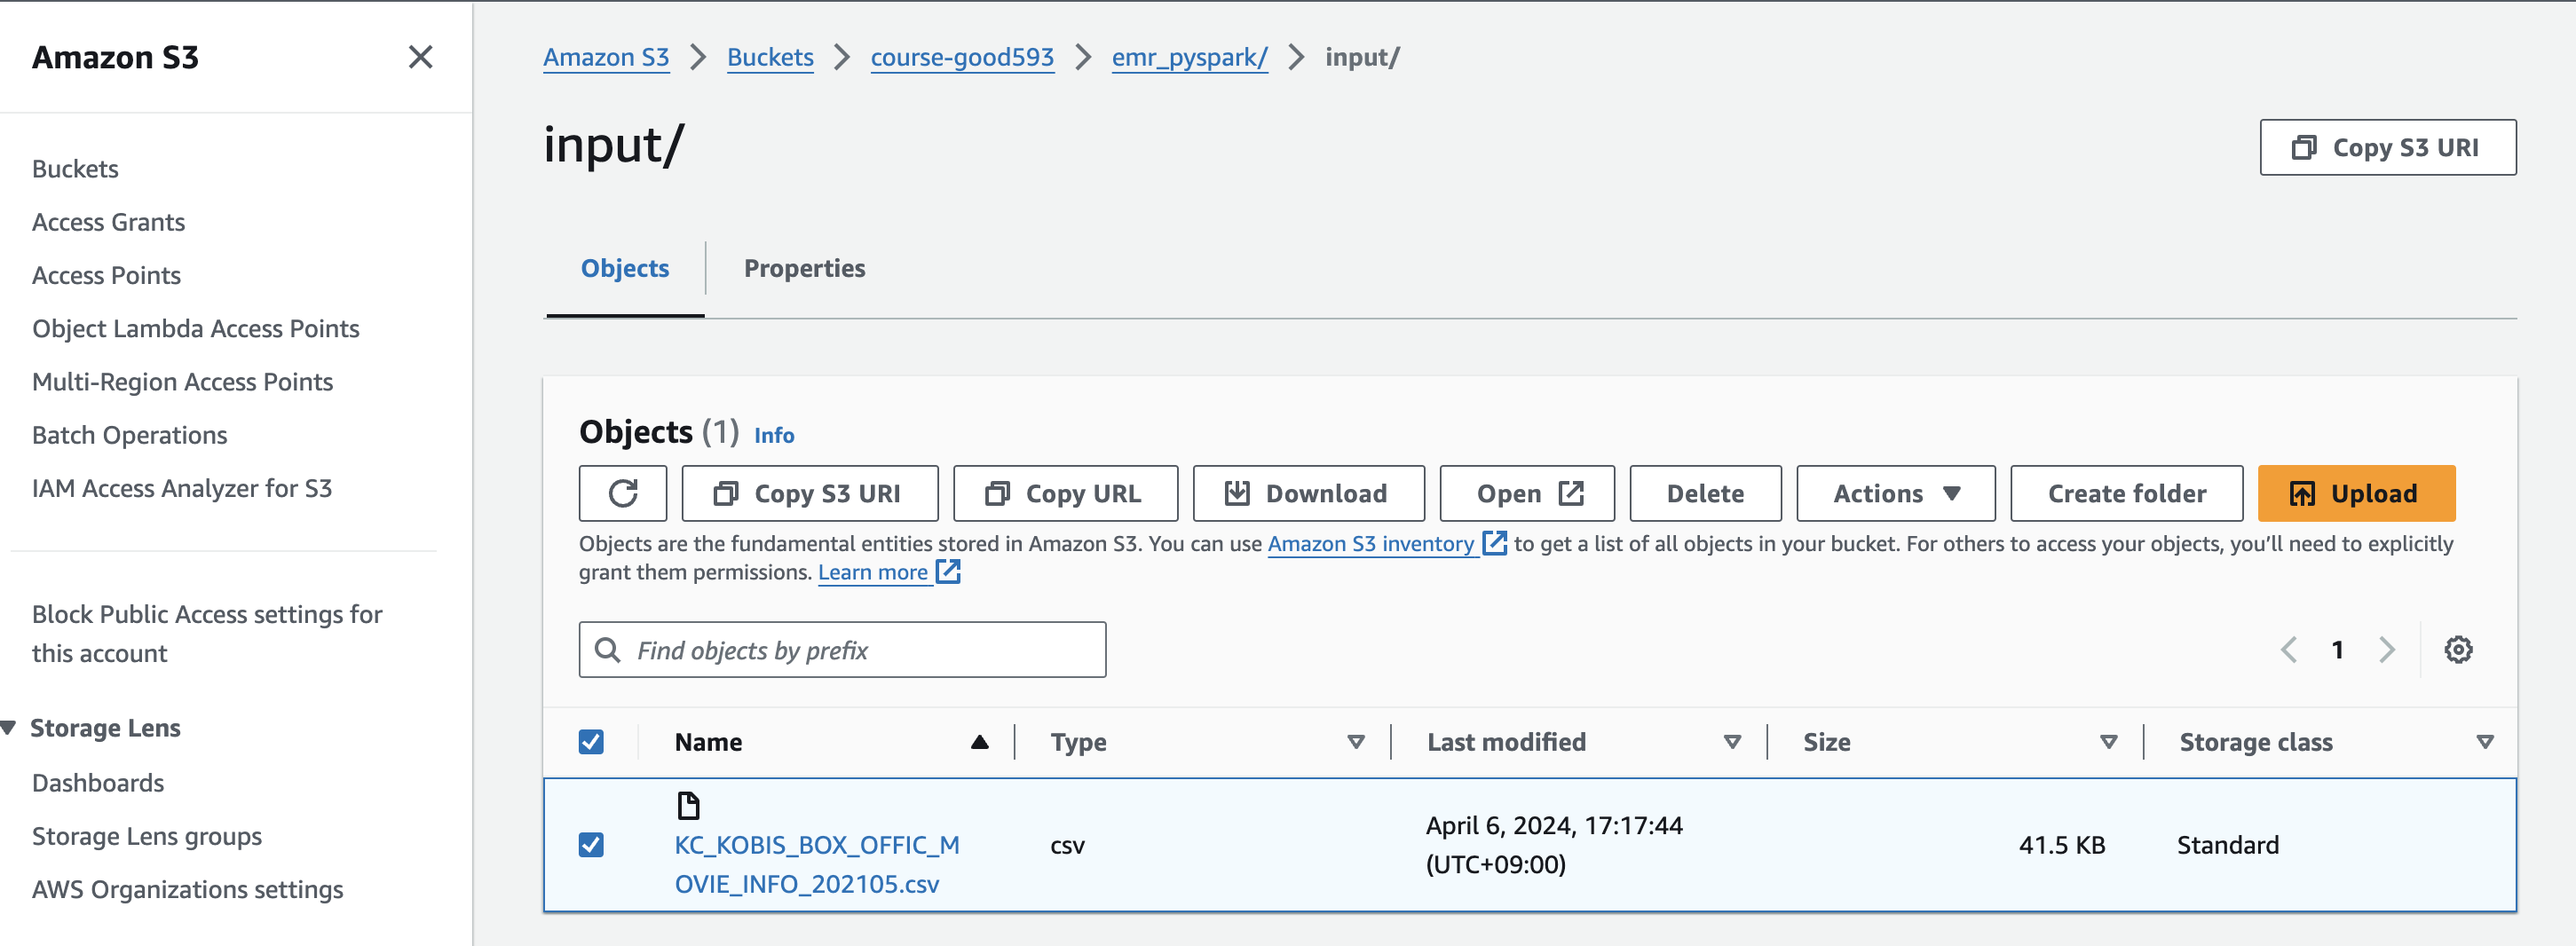 Amazon S3
Buckets
Access Grants
Access Points
Object Lambda Access Points
Multi-Region Access Points
Batch Operations
IAM Access Analyzer for S3
Block Public Access settings for
this account
Storage Lens
Dashboards
Storage Lens groups
AWS Organizations settings
Amazon S3 Buckets course-good593 emr_pyspark/ input/
input/
Copy S3 URI
Objects Properties
Objects (1) Info
Copy S3 URI Copy URL Download Open Delete Actions Create folder Upload
Objects are the fundamental entities stored in Amazon S3. You can use Amazon S3 inventory to get a list of all objects in your bucket. For others to access your objects, you’ll need to explicitly
grant them permissions. Learn more
Find objects by prefix
1
Name Type Last modified Size Storage class
KC_KOBIS_BOX_OFFIC_M
OVIE_INFO_202105.csv
csv
April 6, 2024, 17:17:44
(UTC+09:00)
41.5 KB
Standard